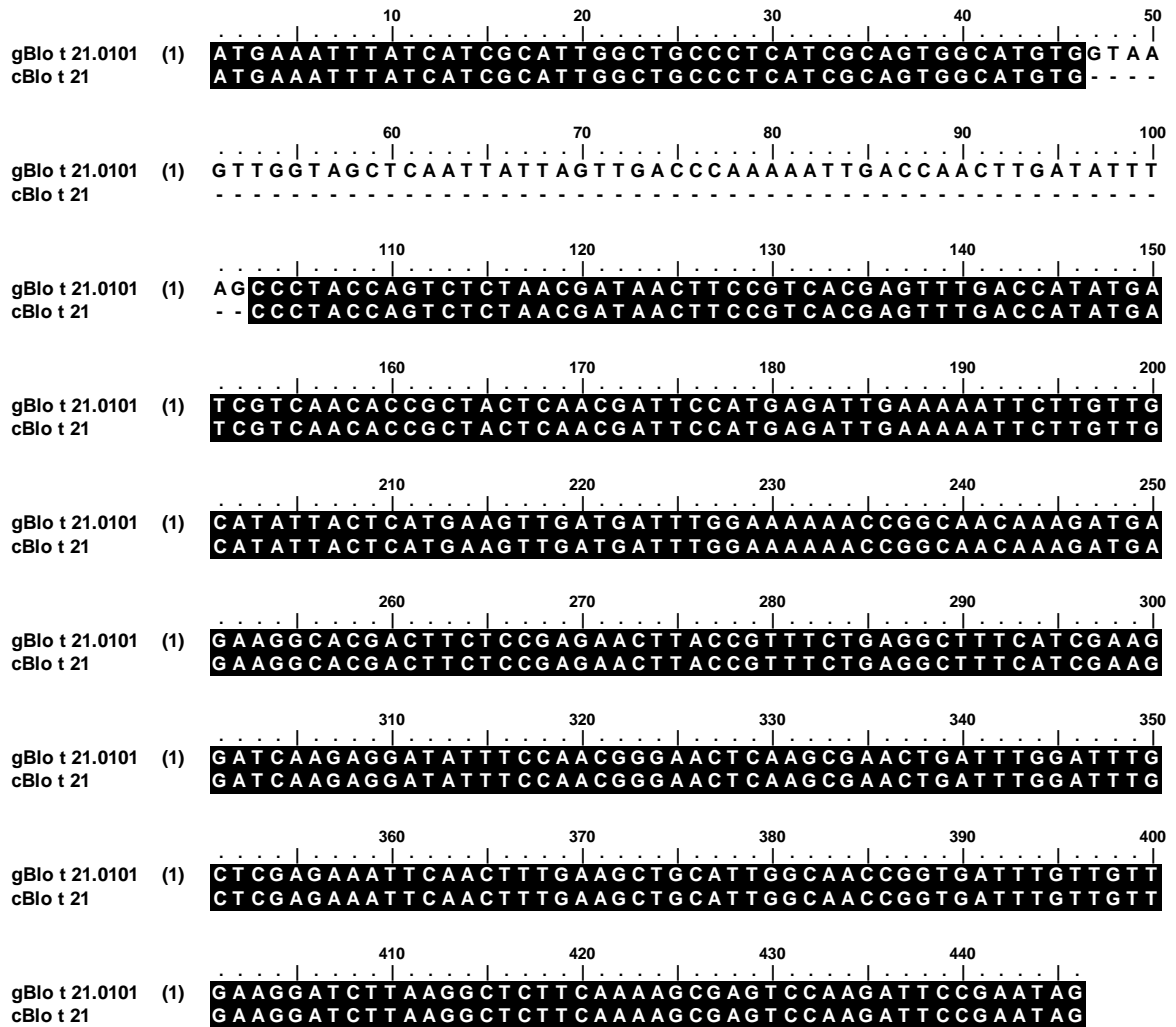 10 20 30 40 50
. . . . | . . . . | . . . . | . . . . | . . . . | . . . . | . . . . | . . . . | . . . . | . . . . |
gBlo t 21.0101 (1) ATGAAATTTATCATCGCATTGGCTGCCCTCATCGCAGTGGCATGTGGTAA
cBlo t 21 ATGAAATTTATCATCGCATTGGCTGCCCTCATCGCAGTGGCATGTG----
60 70 80 90 100
. . . . | . . . . | . . . . | . . . . | . . . . | . . . . | . . . . | . . . . | . . . . | . . . . |
gBlo t 21.0101 (1) GTTGGTAGCTCAATTATTAGTTGACCCAAAAATTGACCAACTTGATATTT
cBlo t 21 --------------------------------------------------
110 120 130 140 150
. . . . | . . . . | . . . . | . . . . | . . . . | . . . . | . . . . | . . . . | . . . . | . . . . |
gBlo t 21.0101 (1) AGCCCTACCAGTCTCTAACGATAACTTCCGTCACGAGTTTGACCATATGA
cBlo t 21 --CCCTACCAGTCTCTAACGATAACTTCCGTCACGAGTTTGACCATATGA
160 170 180 190 200
. . . . | . . . . | . . . . | . . . . | . . . . | . . . . | . . . . | . . . . | . . . . | . . . . |
gBlo t 21.0101 (1) TCGTCAACACCGCTACTCAACGATTCCATGAGATTGAAAAATTCTTGTTG
cBlo t 21 TCGTCAACACCGCTACTCAACGATTCCATGAGATTGAAAAATTCTTGTTG
210 220 230 240 250
. . . . | . . . . | . . . . | . . . . | . . . . | . . . . | . . . . | . . . . | . . . . | . . . . |
gBlo t 21.0101 (1) CATATTACTCATGAAGTTGATGATTTGGAAAAAACCGGCAACAAAGATGA
cBlo t 21 CATATTACTCATGAAGTTGATGATTTGGAAAAAACCGGCAACAAAGATGA
260 270 280 290 300
. . . . | . . . . | . . . . | . . . . | . . . . | . . . . | . . . . | . . . . | . . . . | . . . . |
gBlo t 21.0101 (1) GAAGGCACGACTTCTCCGAGAACTTACCGTTTCTGAGGCTTTCATCGAAG
cBlo t 21 GAAGGCACGACTTCTCCGAGAACTTACCGTTTCTGAGGCTTTCATCGAAG
310 320 330 340 350
. . . . | . . . . | . . . . | . . . . | . . . . | . . . . | . . . . | . . . . | . . . . | . . . . |
gBlo t 21.0101 (1) GATCAAGAGGATATTTCCAACGGGAACTCAAGCGAACTGATTTGGATTTG
cBlo t 21 GATCAAGAGGATATTTCCAACGGGAACTCAAGCGAACTGATTTGGATTTG
360 370 380 390 400
. . . . | . . . . | . . . . | . . . . | . . . . | . . . . | . . . . | . . . . | . . . . | . . . . |
gBlo t 21.0101 (1) CTCGAGAAATTCAACTTTGAAGCTGCATTGGCAACCGGTGATTTGTTGTT
cBlo t 21 CTCGAGAAATTCAACTTTGAAGCTGCATTGGCAACCGGTGATTTGTTGTT
410 420 430 440
. . . . | . . . . | . . . . | . . . . | . . . . | . . . . | . . . . | . . . . | . . . . | .
gBlo t 21.0101 (1) GAAGGATCTTAAGGCTCTTCAAAAGCGAGTCCAAGATTCCGAATAG
cBlo t 21 GAAGGATCTTAAGGCTCTTCAAAAGCGAGTCCAAGATTCCGAATAG